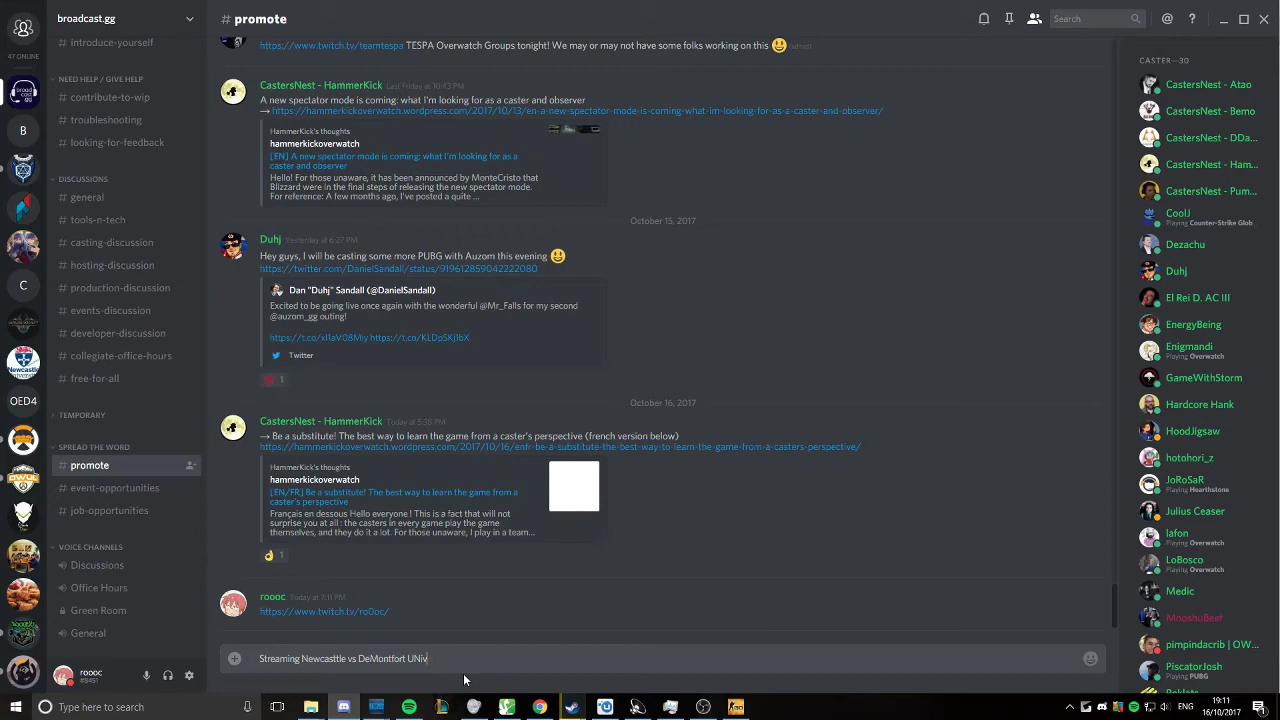 broadcast.gg
# promote
Search
47 ONLINE
# introduce-yourself
NEED HELP / GIVE HELP
# contribute-to-wip
# troubleshooting
# looking-for-feedback
DISCUSSIONS
# general
# tools-n-tech
# casting-discussion
# hosting-discussion
# production-discussion
# events-discussion
# developer-discussion
# collegiate-office-hours
# free-for-all
TEMPORARY
SPREAD THE WORD
# promote
# event-opportunities
# job-opportunities
VOICE CHANNELS
Discussions
Office Hours
Green Room
General
broad
cast
gg
B
C
Newcastle
OED4
OWOL
roooc
#8451
https://www.twitch.tv/teamtespa TESPA Overwatch Groups tonight! We may or may not have some folks working on this (edited)
CastersNest - HammerKick Last Friday at 10:43 PM
A new spectator mode is coming: what I'm looking for as a caster and observer
→ https://hammerkickoverwatch.wordpress.com/2017/10/13/en-a-new-spectator-mode-is-coming-what-im-looking-for-as-a-caster-and-observer/
HammerKick's thoughts
hammerkickoverwatch
[EN] A new spectator mode is coming: what I'm looking for as a
caster and observer
Hello! For those unaware, it has been announced by MonteCristo that
Blizzard were in the final steps of releasing the new spectator mode.
For reference: A few months ago, I've posted a quite ...
October 15, 2017
Duhj Yesterday at 6:27 PM
Hey guys, I will be casting some more PUBG with Auzom this evening
https://twitter.com/DanielSandall/status/919612859042222080
Dan "Duhj" Sandall (@DanielSandall)
Excited to be going live once again with the wonderful @Mr_Falls for my second
@auzom_gg outing!
https://t.co/xI1aV08Miy https://t.co/KLDpSKj1bX
Twitter
1
October 16, 2017
CastersNest - HammerKick Today at 5:38 PM
→ Be a substitute! The best way to learn the game from a caster's perspective (french version below)
https://hammerkickoverwatch.wordpress.com/2017/10/16/enfr-be-a-substitute-the-best-way-to-learn-the-game-from-a-casters-perspective/
HammerKick's thoughts
hammerkickoverwatch
[EN/FR] Be a substitute! The best way to learn the game from a
caster's perspective
Français en dessous Hello everyone ! This is a fact that will not
surprise you at all : the casters in every game play the game
themselves, and they do it a lot. For those unaware, I play in a team...
1
roooc Today at 7:11 PM
https://www.twitch.tv/ro0oc/
Streaming Newcasttle vs DeMontfort UNiv
CASTER—30
CastersNest - Atao
CastersNest - Bemo
CastersNest - DDa...
CastersNest - Ham...
CastersNest - Pum...
CoolJ
Playing Counter-Strike Glob...
Dezachu
Duhj
El Rei D. AC III
EnergyBeing
Enigmandi
Playing Overwatch
GameWithStorm
Hardcore Hank
HoodJigsaw
hotohori_z
JoRoSaR
Playing Hearthstone
Julius Ceaser
lafon
Playing Overwatch
LoBosco
Playing Overwatch
Medic
MooshuBeef
pimpindacrib | OW...
PiscatorJosh
Playing PUBG
Reklats
Type here to search
ENG
19:11
16/10/2017